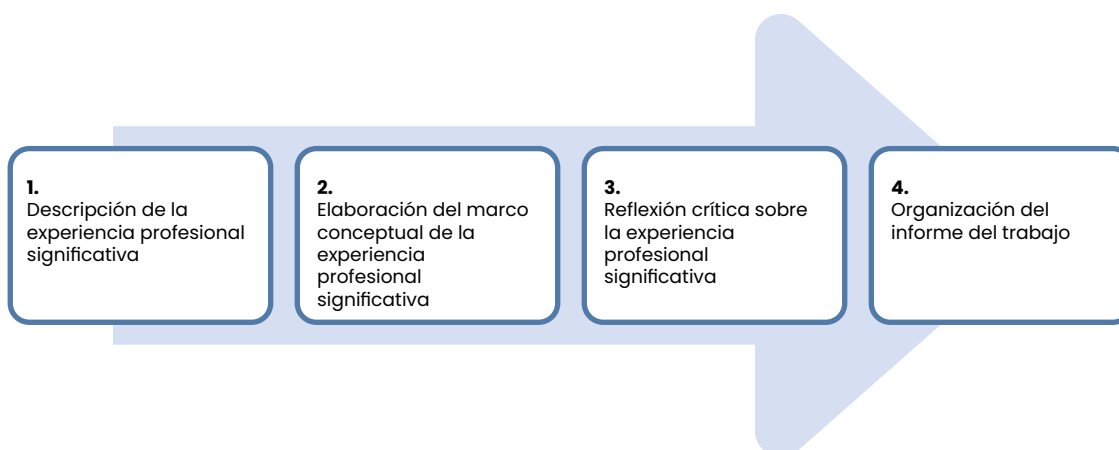 1.
Descripción de la
experiencia profesional
significativa
2.
Elaboración del marco
conceptual de la
experiencia
profesional
significativa
3.
Reflexión crítica sobre
la experiencia
profesional
significativa
4.
Organización del
informe del trabajo